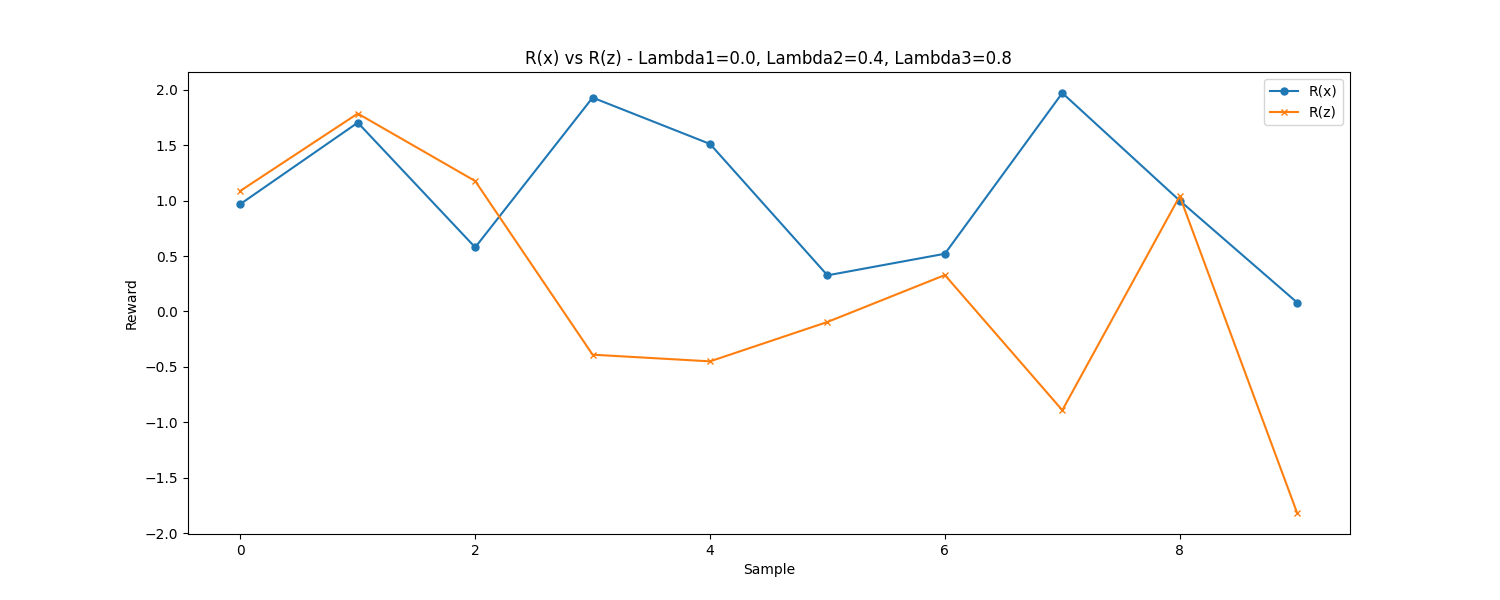 R(x) vs R(z) - Lambda1=0.0, Lambda2=0.4, Lambda3=0.8
R(x)
R(z)
2.0
1.5
1.0
0.5
0.0
−0.5
−1.0
−1.5
−2.0
Reward
0 2 4 6 8
Sample